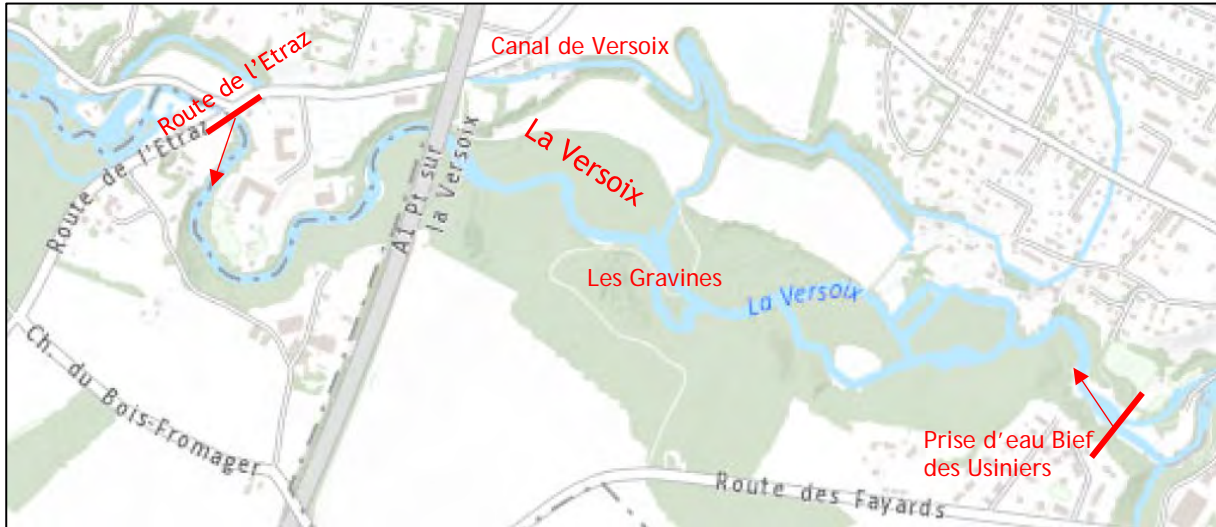 Canal de Versoix
Route de l'Etraz
Route de l'Etraz
A1 Pt sur
la Versoix
La Versoix
Les Gravines
La Versoix
Ch. du Bois-Fromager
Prise d'eau Bief
des Usiniers
Route des Fayards